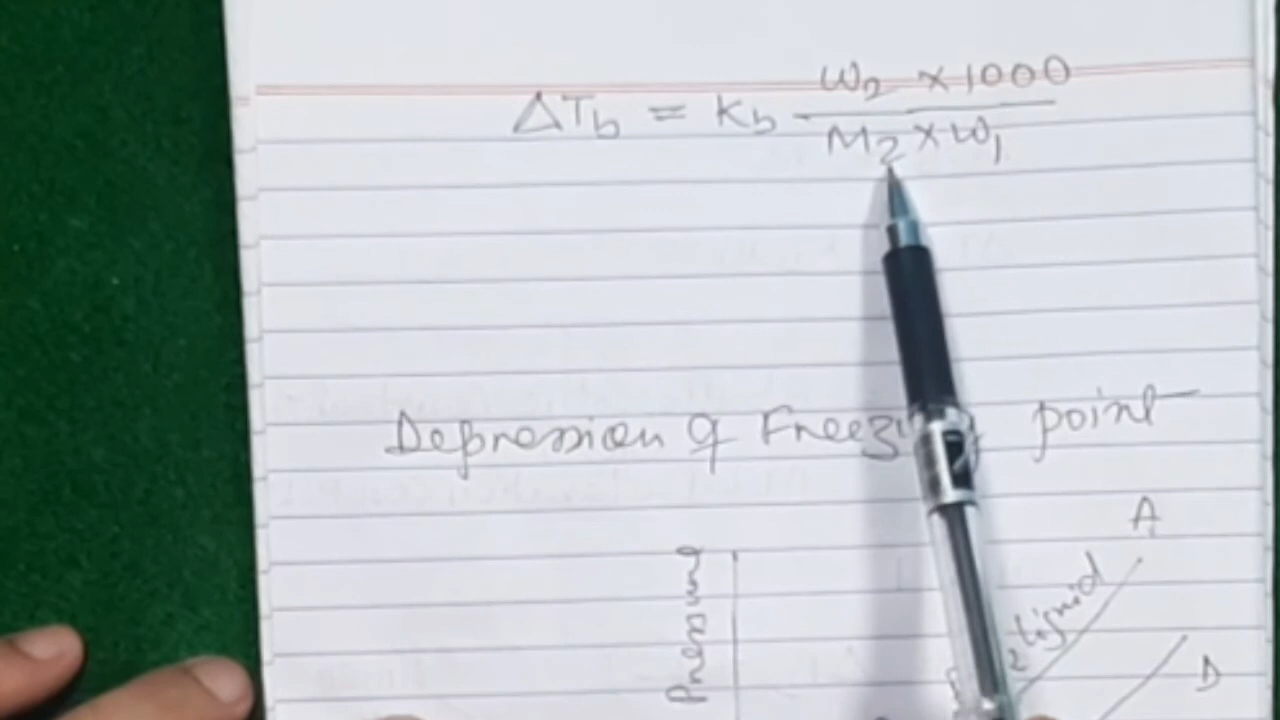 ΔTb = Kb W2 × 1000 / M2 × W1
Depression of Freezing point
A
Pressure
liquid
D